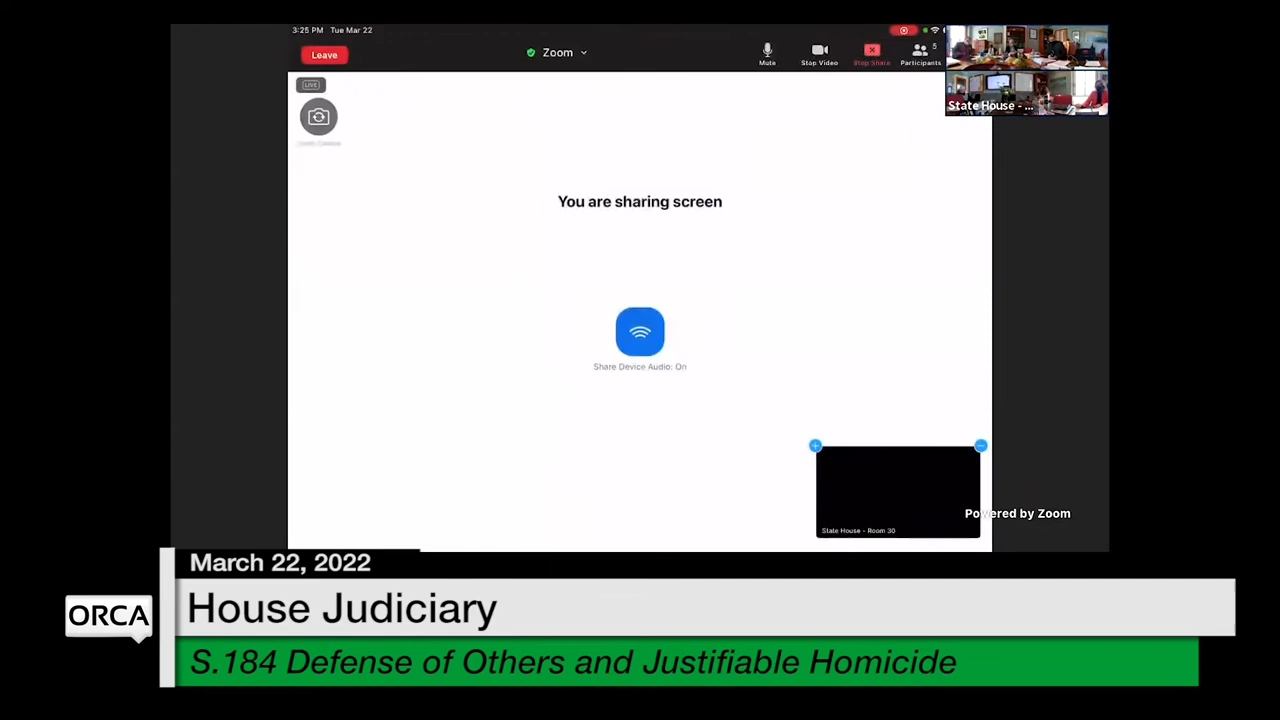 3:25 PM Tue Mar 22
Leave
Zoom
Mute
Stop Video
Stop Share
5
Participants
State House - ...
LIVE
You are sharing screen
Share Device Audio: On
State House - Room 30
Powered by Zoom
March 22, 2022
House Judiciary
ORCA
S.184 Defense of Others and Justifiable Homicide